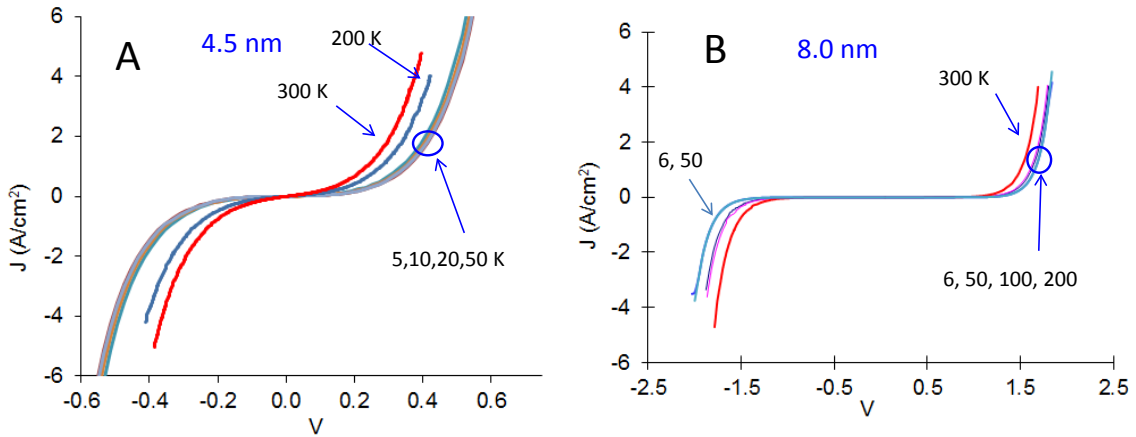 A
4.5 nm
200 K
300 K
5,10,20,50 K
J (A/cm2)
6
4
2
0
-2
-4
-6
-0.6 -0.4 -0.2 0.0 0.2 0.4 0.6
V
B
8.0 nm
300 K
6, 50
6, 50, 100, 200
J (A/cm2)
6
4
2
0
-2
-4
-6
-2.5 -1.5 -0.5 0.5 1.5 2.5
V